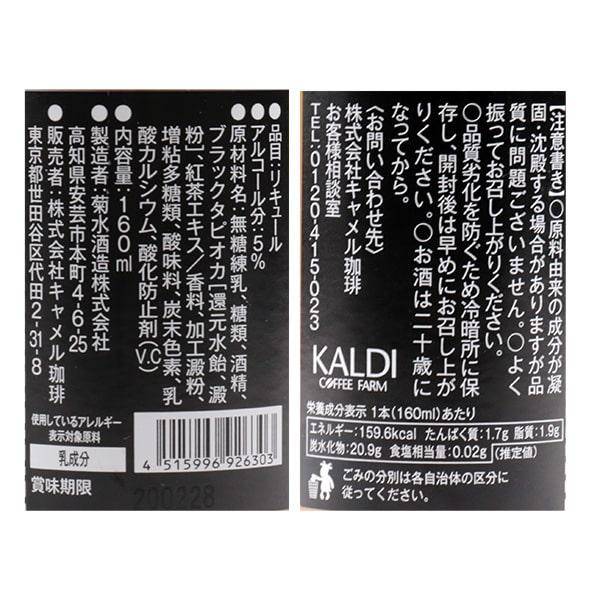 ●品目:リキュール
●アルコール分:5%
●原材料名:無糖練乳、糖類、酒精、
ブラックタピオカ[還元水飴、澱
粉]、紅茶エキス/香料、加工澱粉、
増粘多糖類、酸味料、炭末色素、乳
酸カルシウム、酸化防止剤(V.C)
●内容量:160ml
●製造者:菊水酒造株式会社
高知県安芸市本町4-6-25
●販売者:株式会社キャメル珈琲
東京都世田谷区代田2-31-8
使用しているアレルギー
表示対象原料
乳成分
賞味期限
4 515996 926303
200228
【注意書き】○原料由来の成分が凝
固・沈殿する場合がありますが品
質に問題ございません。○よく
振ってお召し上がりください。
○品質劣化を防ぐため冷暗所に保
存し、開封後は早めにお召し上が
りください。○お酒は二十歳に
なってから。
〈お問い合わせ先〉
株式会社キャメル珈琲
お客様相談室
TEL:0120415023
KALDI
COFFEE FARM
栄養成分表示 1本(160ml)あたり
エネルギー:159.6kcal たんぱく質:1.7g 脂質:1.9g
炭水化物:20.9g 食塩相当量:0.02g (推定値)
ごみの分別は各自治体の区分に
従ってください。